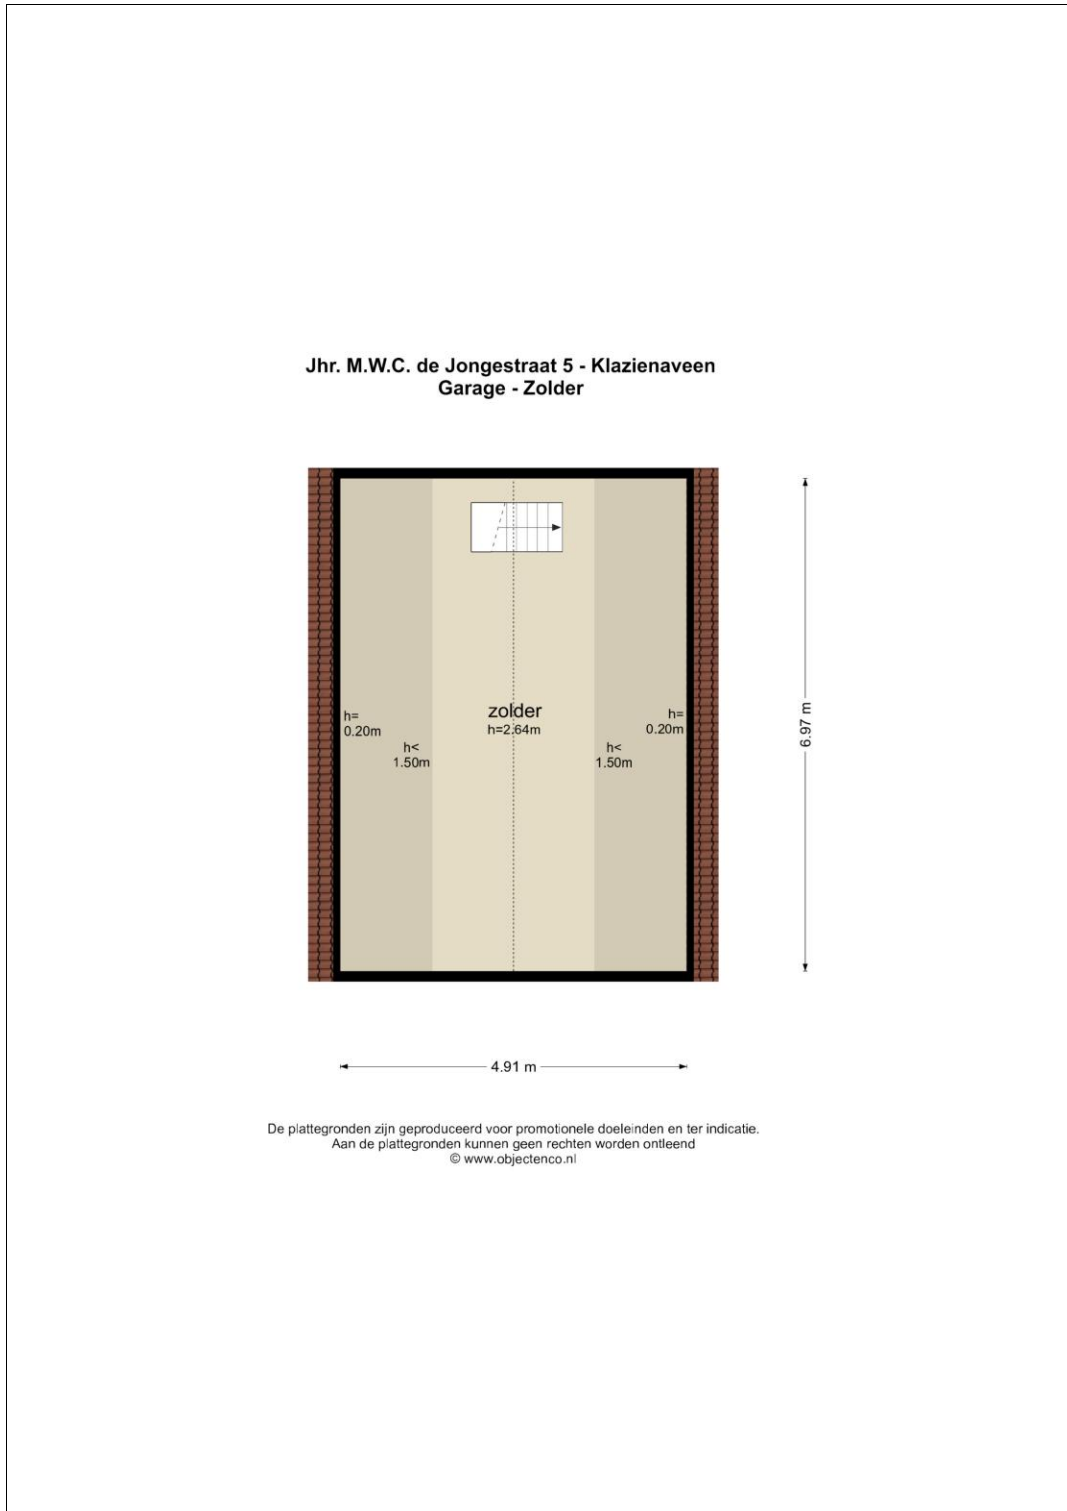 Jhr. M.W.C. de Jongestraat 5 - Klazienaveen
Garage - Zolder
zolder
h=2.64m
h=
0.20m
h<
1.50m
h=
0.20m
h<
1.50m
6.97 m
4.91 m
De plattegronden zijn geproduceerd voor promotionele doeleinden en ter indicatie.
Aan de plattegronden kunnen geen rechten worden ontleend
© www.objectenco.nl